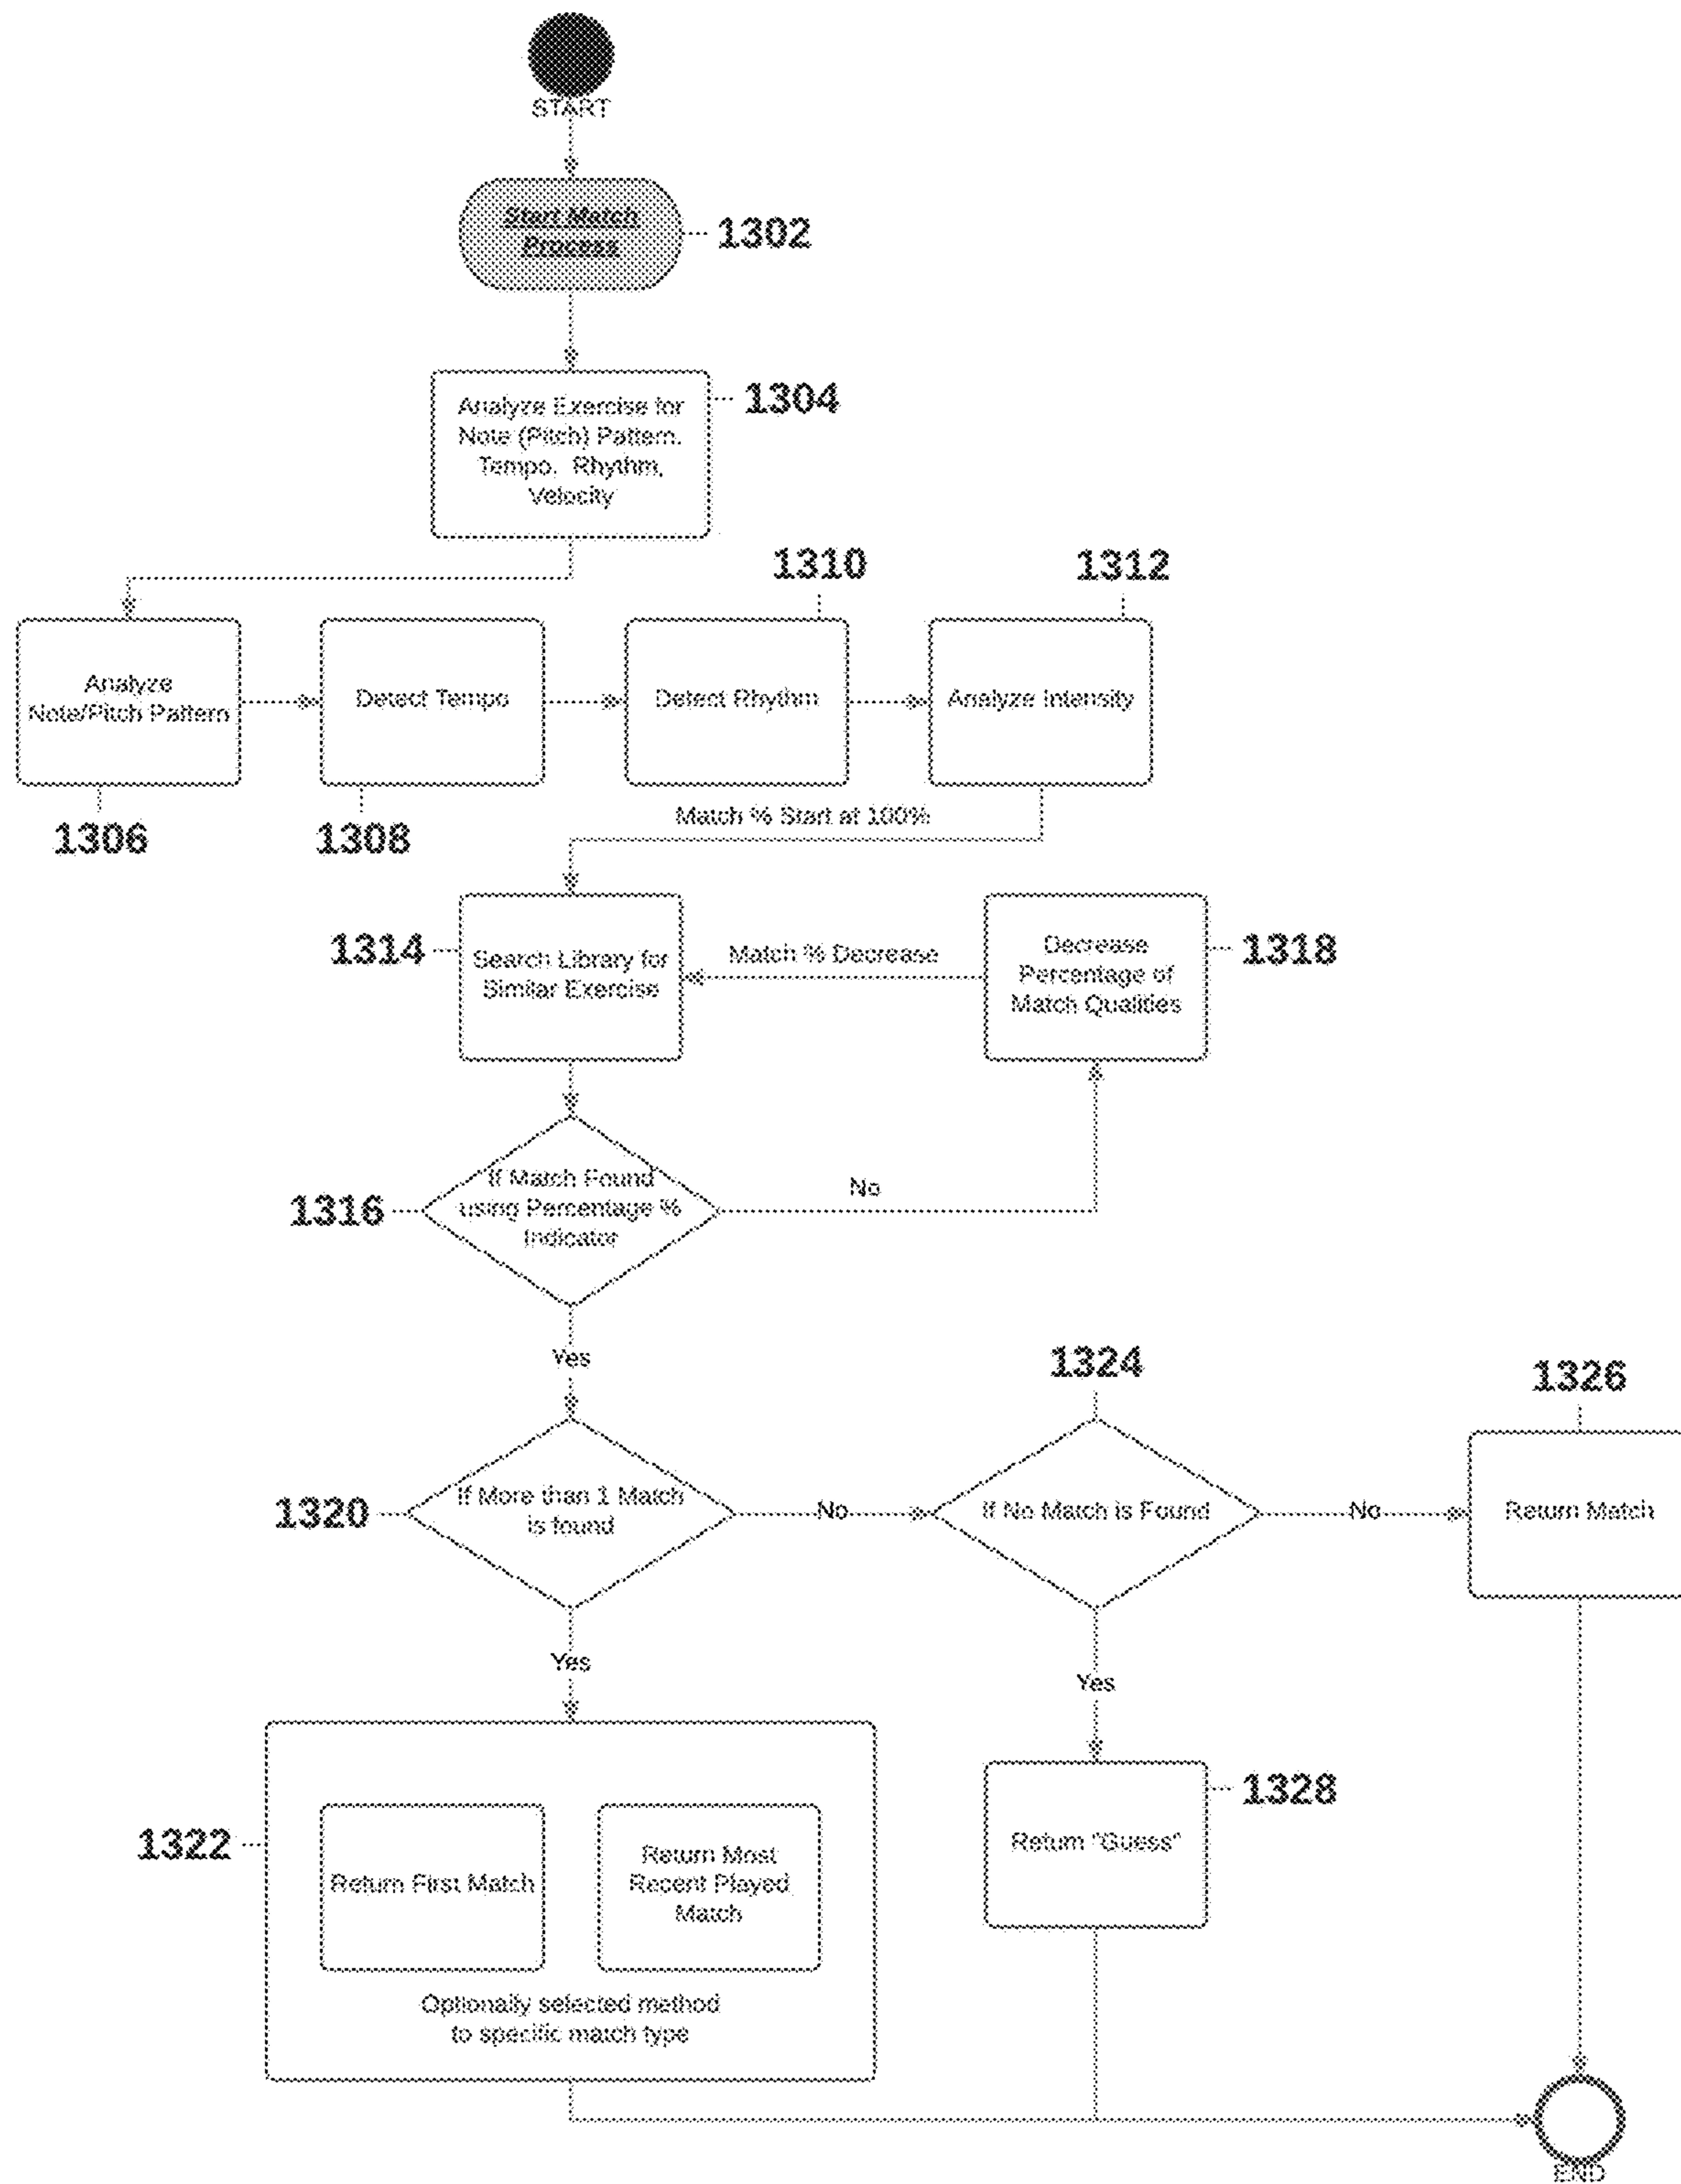 START
Start Match
Process
1302
Analyze Exercise for
Note (Pitch) Pattern.
Tempo, Rhythm,
Velocity
1304
1310
1312
Analyze
Note/Pitch Pattern
Detect Tempo
Detect Rhythm
Analyze Intensity
1306
1308
Match % Start at 100%
1314
Search Library for
Similar Exercise
Match % Decrease
Decrease
Percentage of
Match Qualities
1318
1316
If Match Found
using Percentage %
Indicator
No
Yes
1324
1326
1320
If More than 1 Match
is found
No
If No Match is Found
No
Return Match
Yes
Yes
1322
Return First Match
Return Most
Recent Played
Match
Optionally selected method
to specific match type
Return "Guess"
1328
END